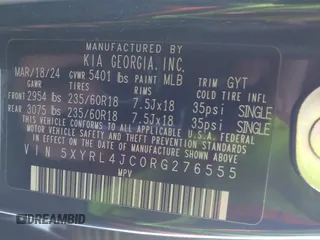 MANUFACTURED BY
KIA GEORGIA, INC.
MAR/18/24 GVWR 5401 lbs PAINT MLB TRIM GYT
GAWR TIRES RIMS COLD TIRE INFL
FRONT 2954 lbs 235/60R18 7.5Jx18 35psi Single
REAR 3075 lbs 235/60R18 7.5Jx18 35psi Single
THIS VEHICLE CONFORMS TO ALL APPLICABLE U.S.A FEDERAL
MOTOR VEHICLE SAFETY AND THEFT PREVENTION STANDARDS
IN EFFECT ON THE DATE OF MANUFACTURE SHOWN ABOVE.
VIN 5XYRL4JC0RG276555
MPV
DREAMBID